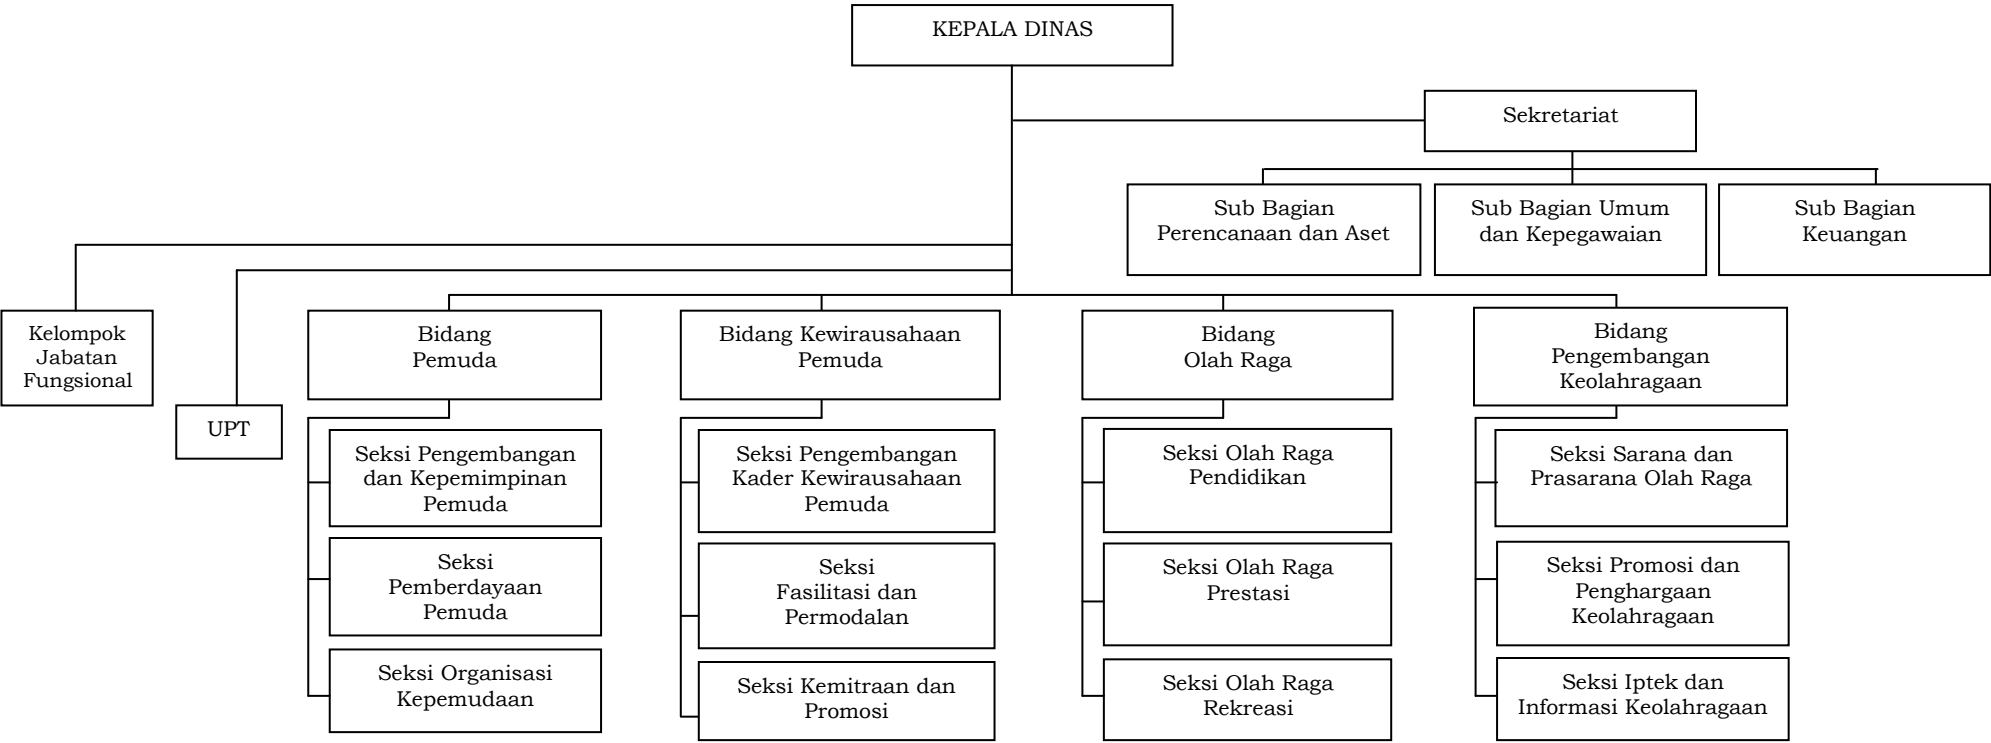 KEPALA DINAS
Sekretariat
Sub Bagian
Perencanaan dan Aset
Sub Bagian Umum
dan Kepegawaian
Sub Bagian
Keuangan
Kelompok
Jabatan
Fungsional
UPT
Bidang
Pemuda
Seksi Pengembangan
dan Kepemimpinan
Pemuda
Seksi
Pemberdayaan
Pemuda
Seksi Organisasi
Kepemudaan
Bidang Kewirausahaan
Pemuda
Seksi Pengembangan
Kader Kewirausahaan
Pemuda
Seksi
Fasilitasi dan
Permodalan
Seksi Kemitraan dan
Promosi
Bidang
Olah Raga
Seksi Olah Raga
Pendidikan
Seksi Olah Raga
Prestasi
Seksi Olah Raga
Rekreasi
Bidang
Pengembangan
Keolahragaan
Seksi Sarana dan
Prasarana Olah Raga
Seksi Promosi dan
Penghargaan
Keolahragaan
Seksi Iptek dan
Informasi Keolahragaan